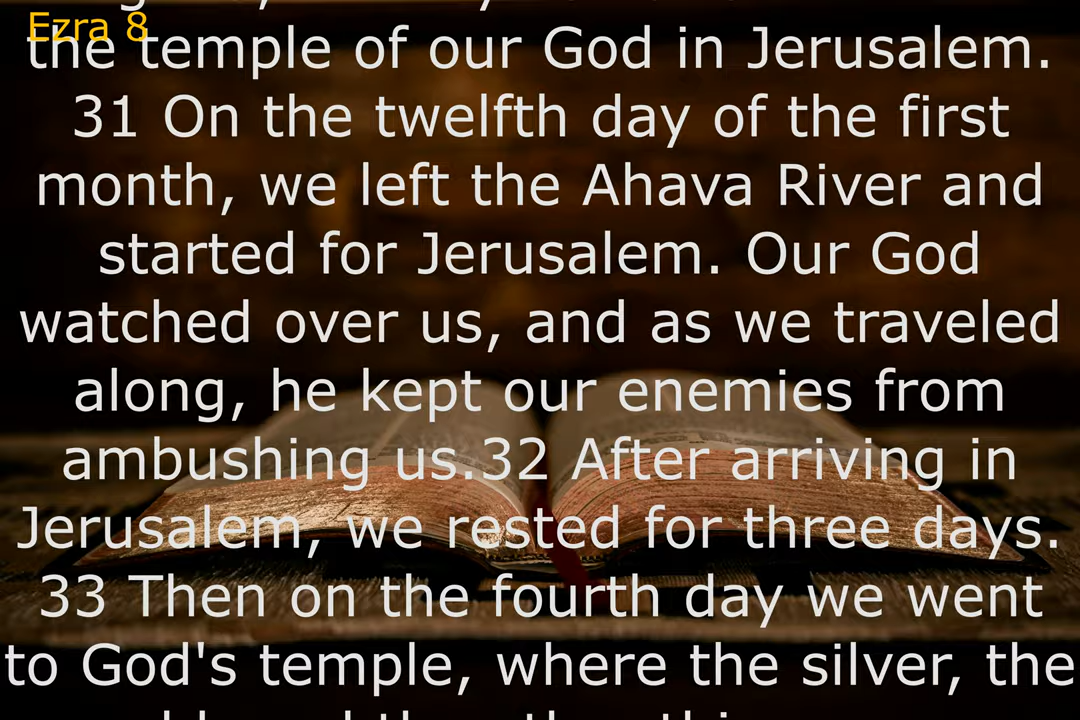 Ezra 8
the temple of our God in Jerusalem.
31 On the twelfth day of the first
month, we left the Ahava River and
started for Jerusalem. Our God
watched over us, and as we traveled
along, he kept our enemies from
ambushing us.32 After arriving in
Jerusalem, we rested for three days.
33 Then on the fourth day we went
to God's temple, where the silver, the